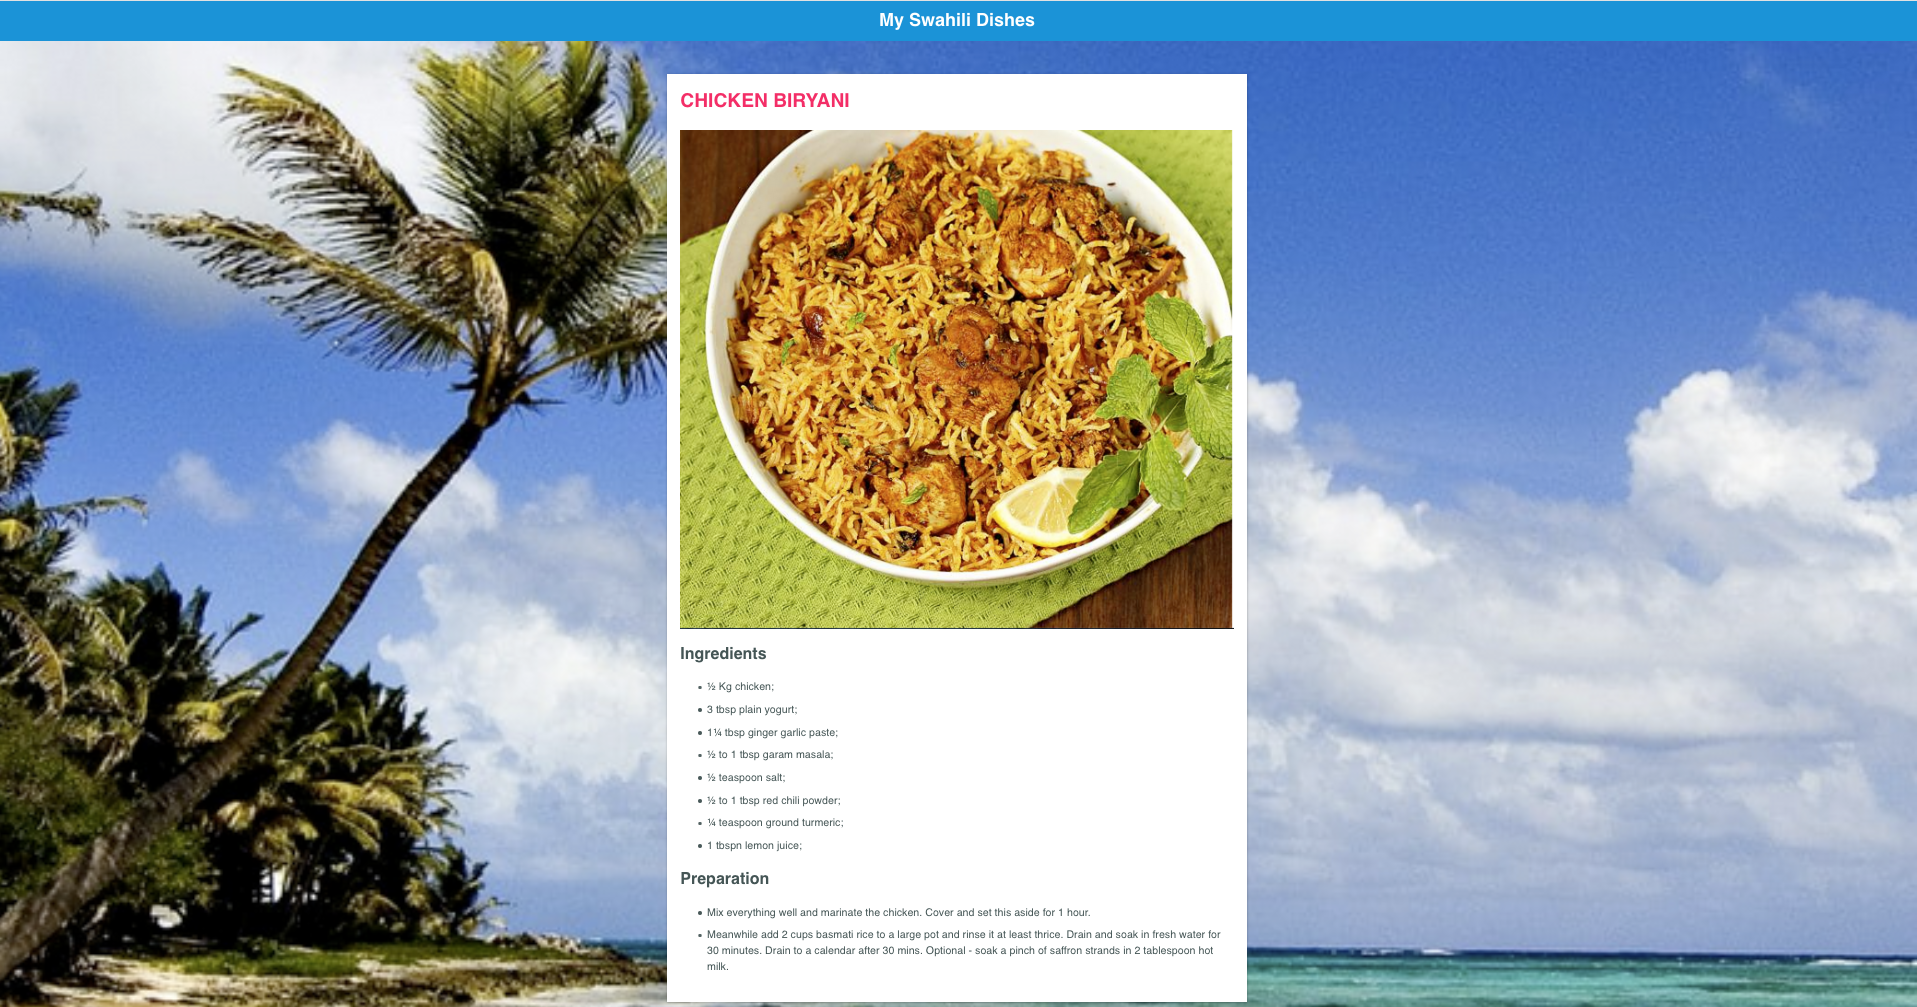 My Swahili Dishes
CHICKEN BIRYANI
Ingredients
½ Kg chicken;
3 tbsp plain yogurt;
1¼ tbsp ginger garlic paste;
½ to 1 tbsp garam masala;
½ teaspoon salt;
½ to 1 tbsp red chili powder;
¼ teaspoon ground turmeric;
1 tbspn lemon juice;
Preparation
Mix everything well and marinate the chicken. Cover and set this aside for 1 hour.
Meanwhile add 2 cups basmati rice to a large pot and rinse it at least thrice. Drain and soak in fresh water for
30 minutes. Drain to a calendar after 30 mins. Optional - soak a pinch of saffron strands in 2 tablespoon hot
milk.